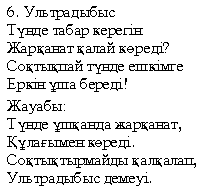 6. Ультрадыбыс
Түнде табар керегін
Жарқанат қалай көреді?
Соқтықпай түнде ешкімге
Еркін ұша береді!
Жауабы:
Түнде ұшқанда жарқанат,
Құлағымен көреді.
Соқтықтырмайды қалқалап,
Ультрадыбыс демеуі.